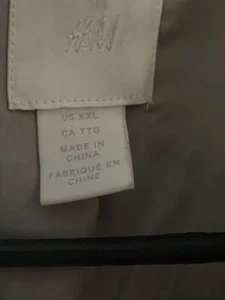 H&M
US XXL
CA TTG
MADE IN
CHINA
FABRIQUÉ EN
CHINE